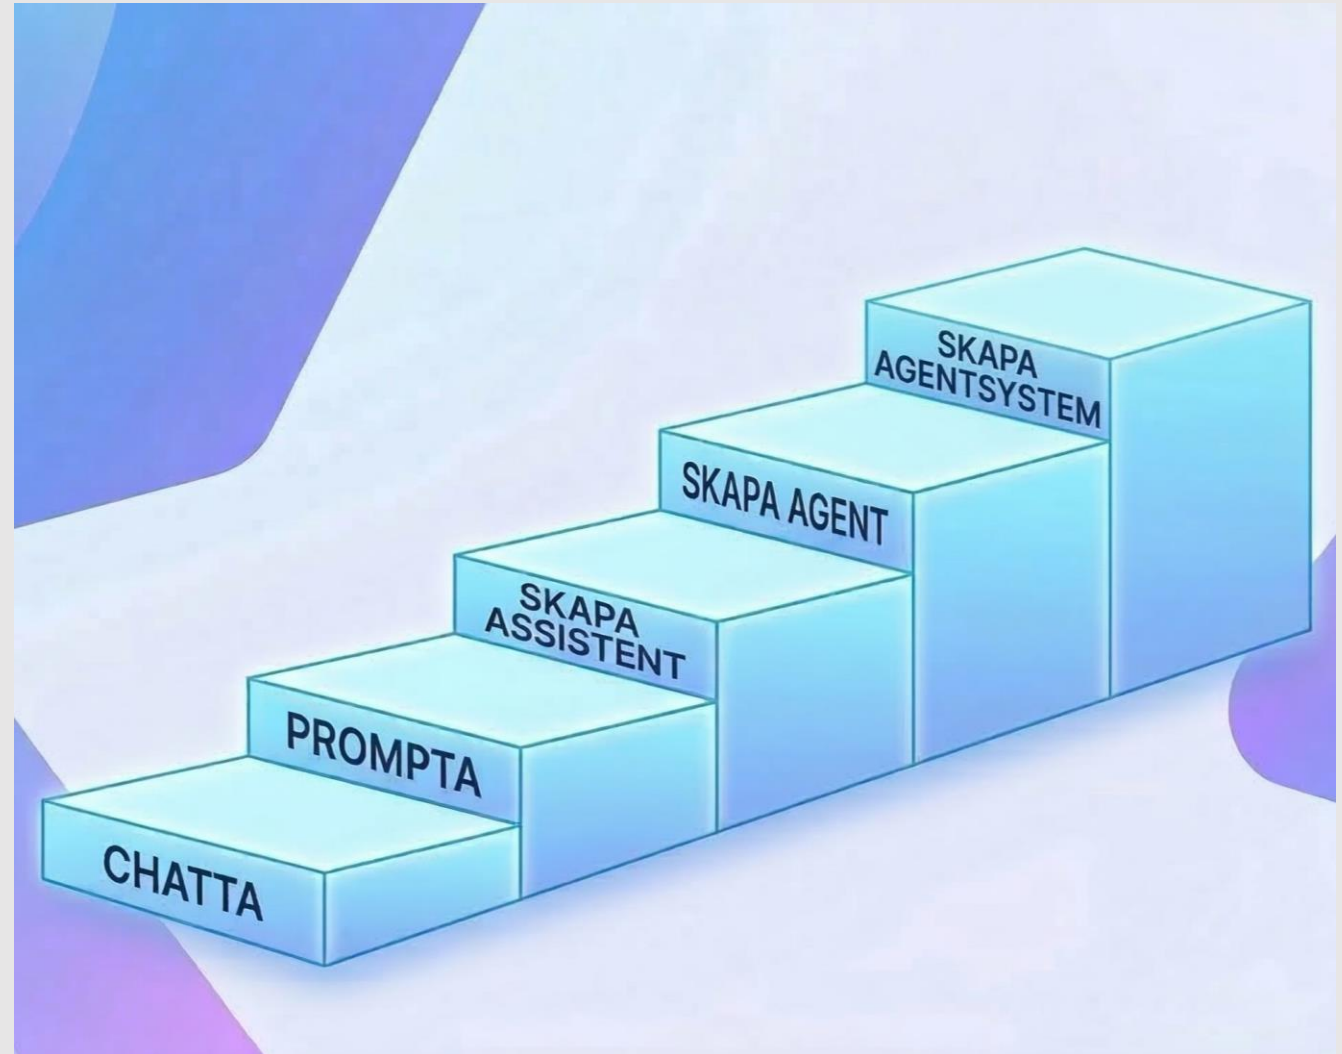 SKAPA
AGENTSYSTEM
SKAPA AGENT
SKAPA
ASSISTENT
PROMPTA
CHATTA